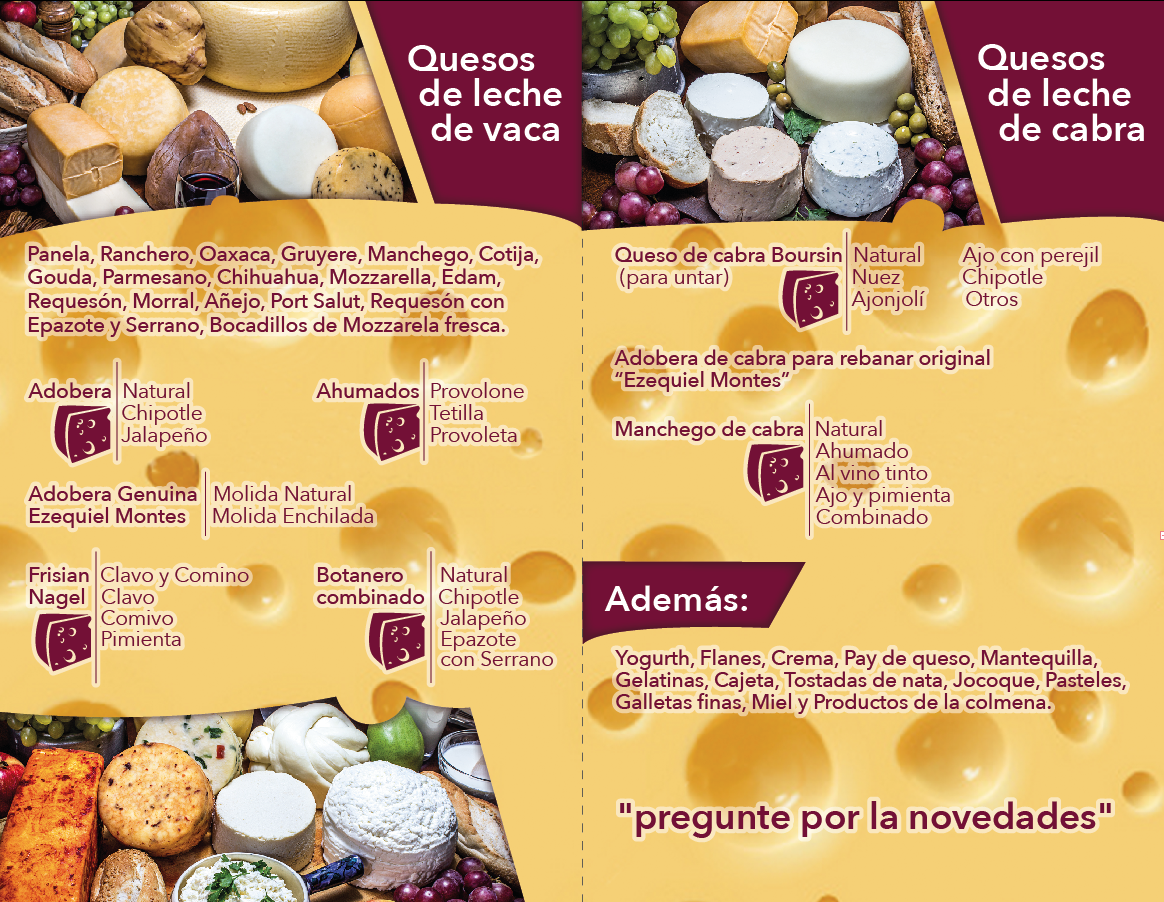 Quesos
de leche
de vaca
Panela, Ranchero, Oaxaca, Gruyere, Manchego, Cotija,
Gouda, Parmesano, Chihuahua, Mozzarella, Edam,
Requesón, Morral, Añejo, Port Salut, Requesón con
Epazote y Serrano, Bocadillos de Mozzarela fresca.
Adobera
Natural
Chipotle
Jalapeño
Ahumados
Provolone
Tetilla
Provoleta
Adobera Genuina
Ezequiel Montes
Molida Natural
Molida Enchilada
Frisian
Nagel
Clavo y Comino
Clavo
Comivo
Pimienta
Botanero
combinado
Natural
Chipotle
Jalapeño
Epazote
con Serrano
Quesos
de leche
de cabra
Queso de cabra Boursin
(para untar)
Natural
Nuez
Ajonjolí
Ajo con perejil
Chipotle
Otros
Adobera de cabra para rebanar original
“Ezequiel Montes”
Manchego de cabra
Natural
Ahumado
Al vino tinto
Ajo y pimienta
Combinado
Además:
Yogurth, Flanes, Crema, Pay de queso, Mantequilla,
Gelatinas, Cajeta, Tostadas de nata, Jocoque, Pasteles,
Galletas finas, Miel y Productos de la colmena.
"pregunte por la novedades"